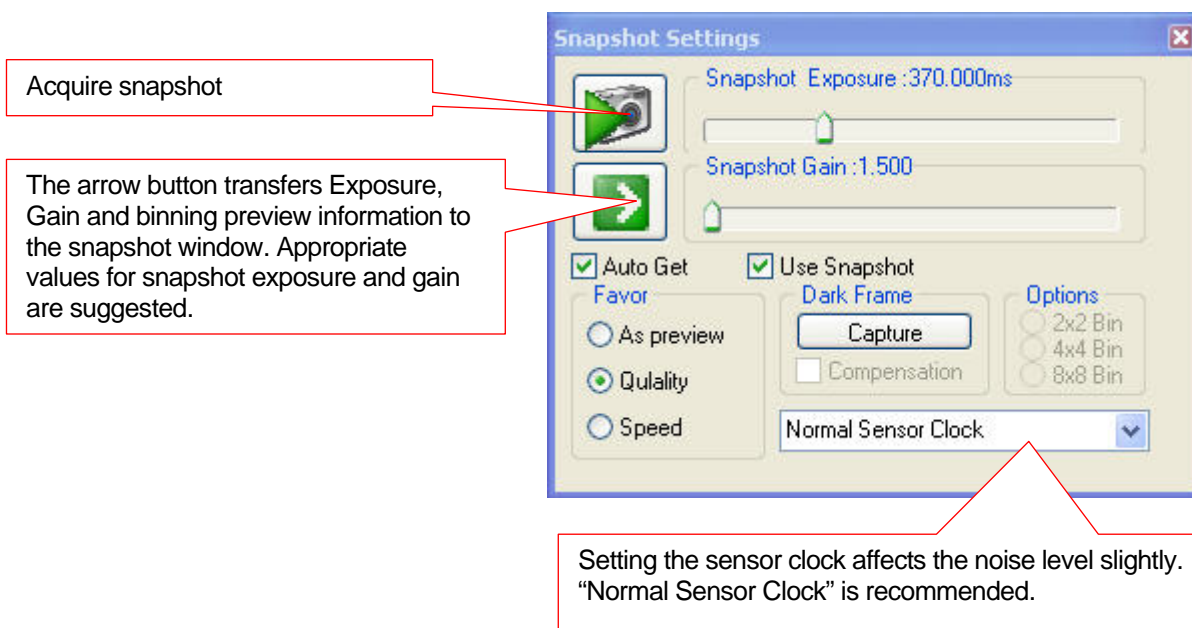 Snapshot Settings
Acquire snapshot
Snapshot Exposure :370.000ms
The arrow button transfers Exposure,
Gain and binning preview information to
the snapshot window. Appropriate
values for snapshot exposure and gain
are suggested.
Snapshot Gain :1.500
Auto Get
Use Snapshot
Favor
As preview
Qulality
Speed
Dark Frame
Capture
Compensation
Options
2x2 Bin
4x4 Bin
8x8 Bin
Normal Sensor Clock
Setting the sensor clock affects the noise level slightly.
“Normal Sensor Clock” is recommended.